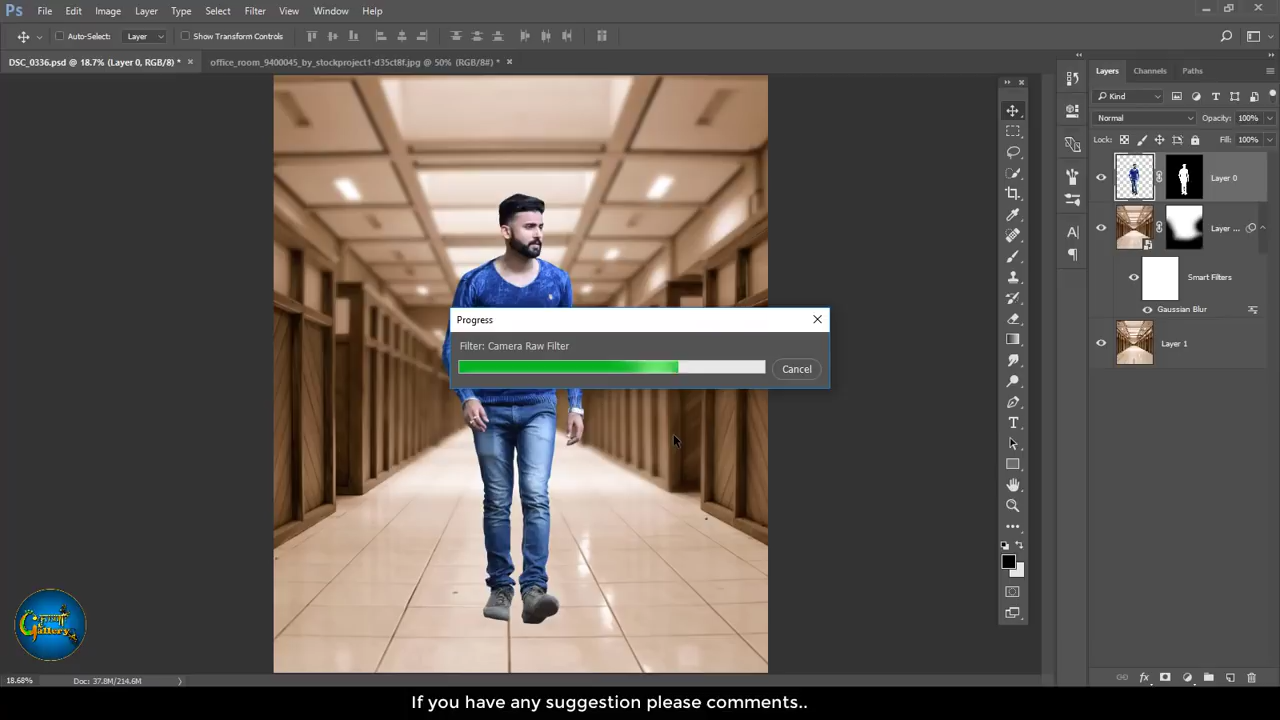 Ps File Edit Image Layer Type Select Filter View Window Help
Auto-Select: Layer Show Transform Controls
DSC_0336.psd @ 18.7% (Layer 0, RGB/8) * × office_room_9400045_by_stockproject1-d35ct8f.jpg @ 50% (RGB/8#) * ×
Layers Channels Paths
Kind
Normal Opacity: 100%
Lock: Fill: 100%
Layer 0
Layer ...
Smart Filters
Gaussian Blur
Layer 1
Progress
Filter: Camera Raw Filter
Cancel
Gallery
18.68% Doc: 37.8M/214.6M
If you have any suggestion please comments..